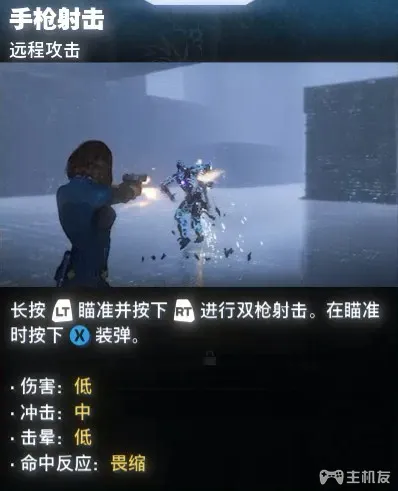 手枪射击
远程攻击
长按 LT 瞄准并按下 RT 进行双枪射击。在瞄准
时按下 X 装弹。
· 伤害：低
· 冲击：中
· 击晕：低
· 命中反应：畏缩
主机友